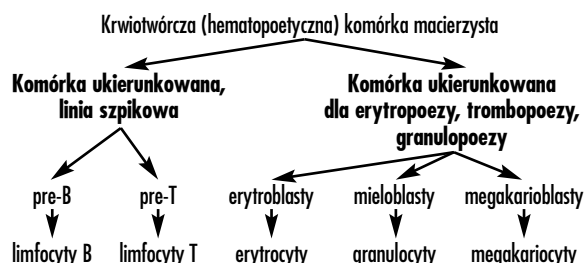 Krwiotwórcza (hematopoetyczna) komórka macierzysta
Komórka ukierunkowana,
linia szpikowa
Komórka ukierunkowana
dla erytropoezy, trombopoezy,
granulopoezy
pre-B pre-T erytroblasty mieloblasty megakarioblasty
limfocyty B limfocyty T erytrocyty granulocyty megakariocyty